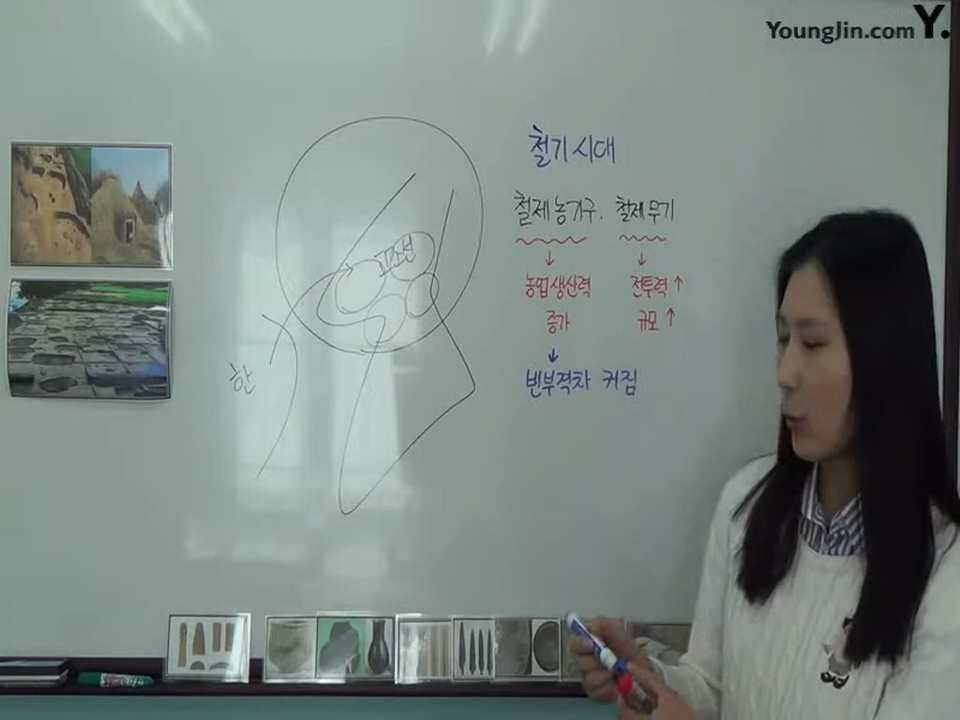 YoungJin.com Y.
철기시대
철제농기구, 철제무기
농업생산력 전투력↑
증가 규모↑
빈부격차 커짐
고조선
한